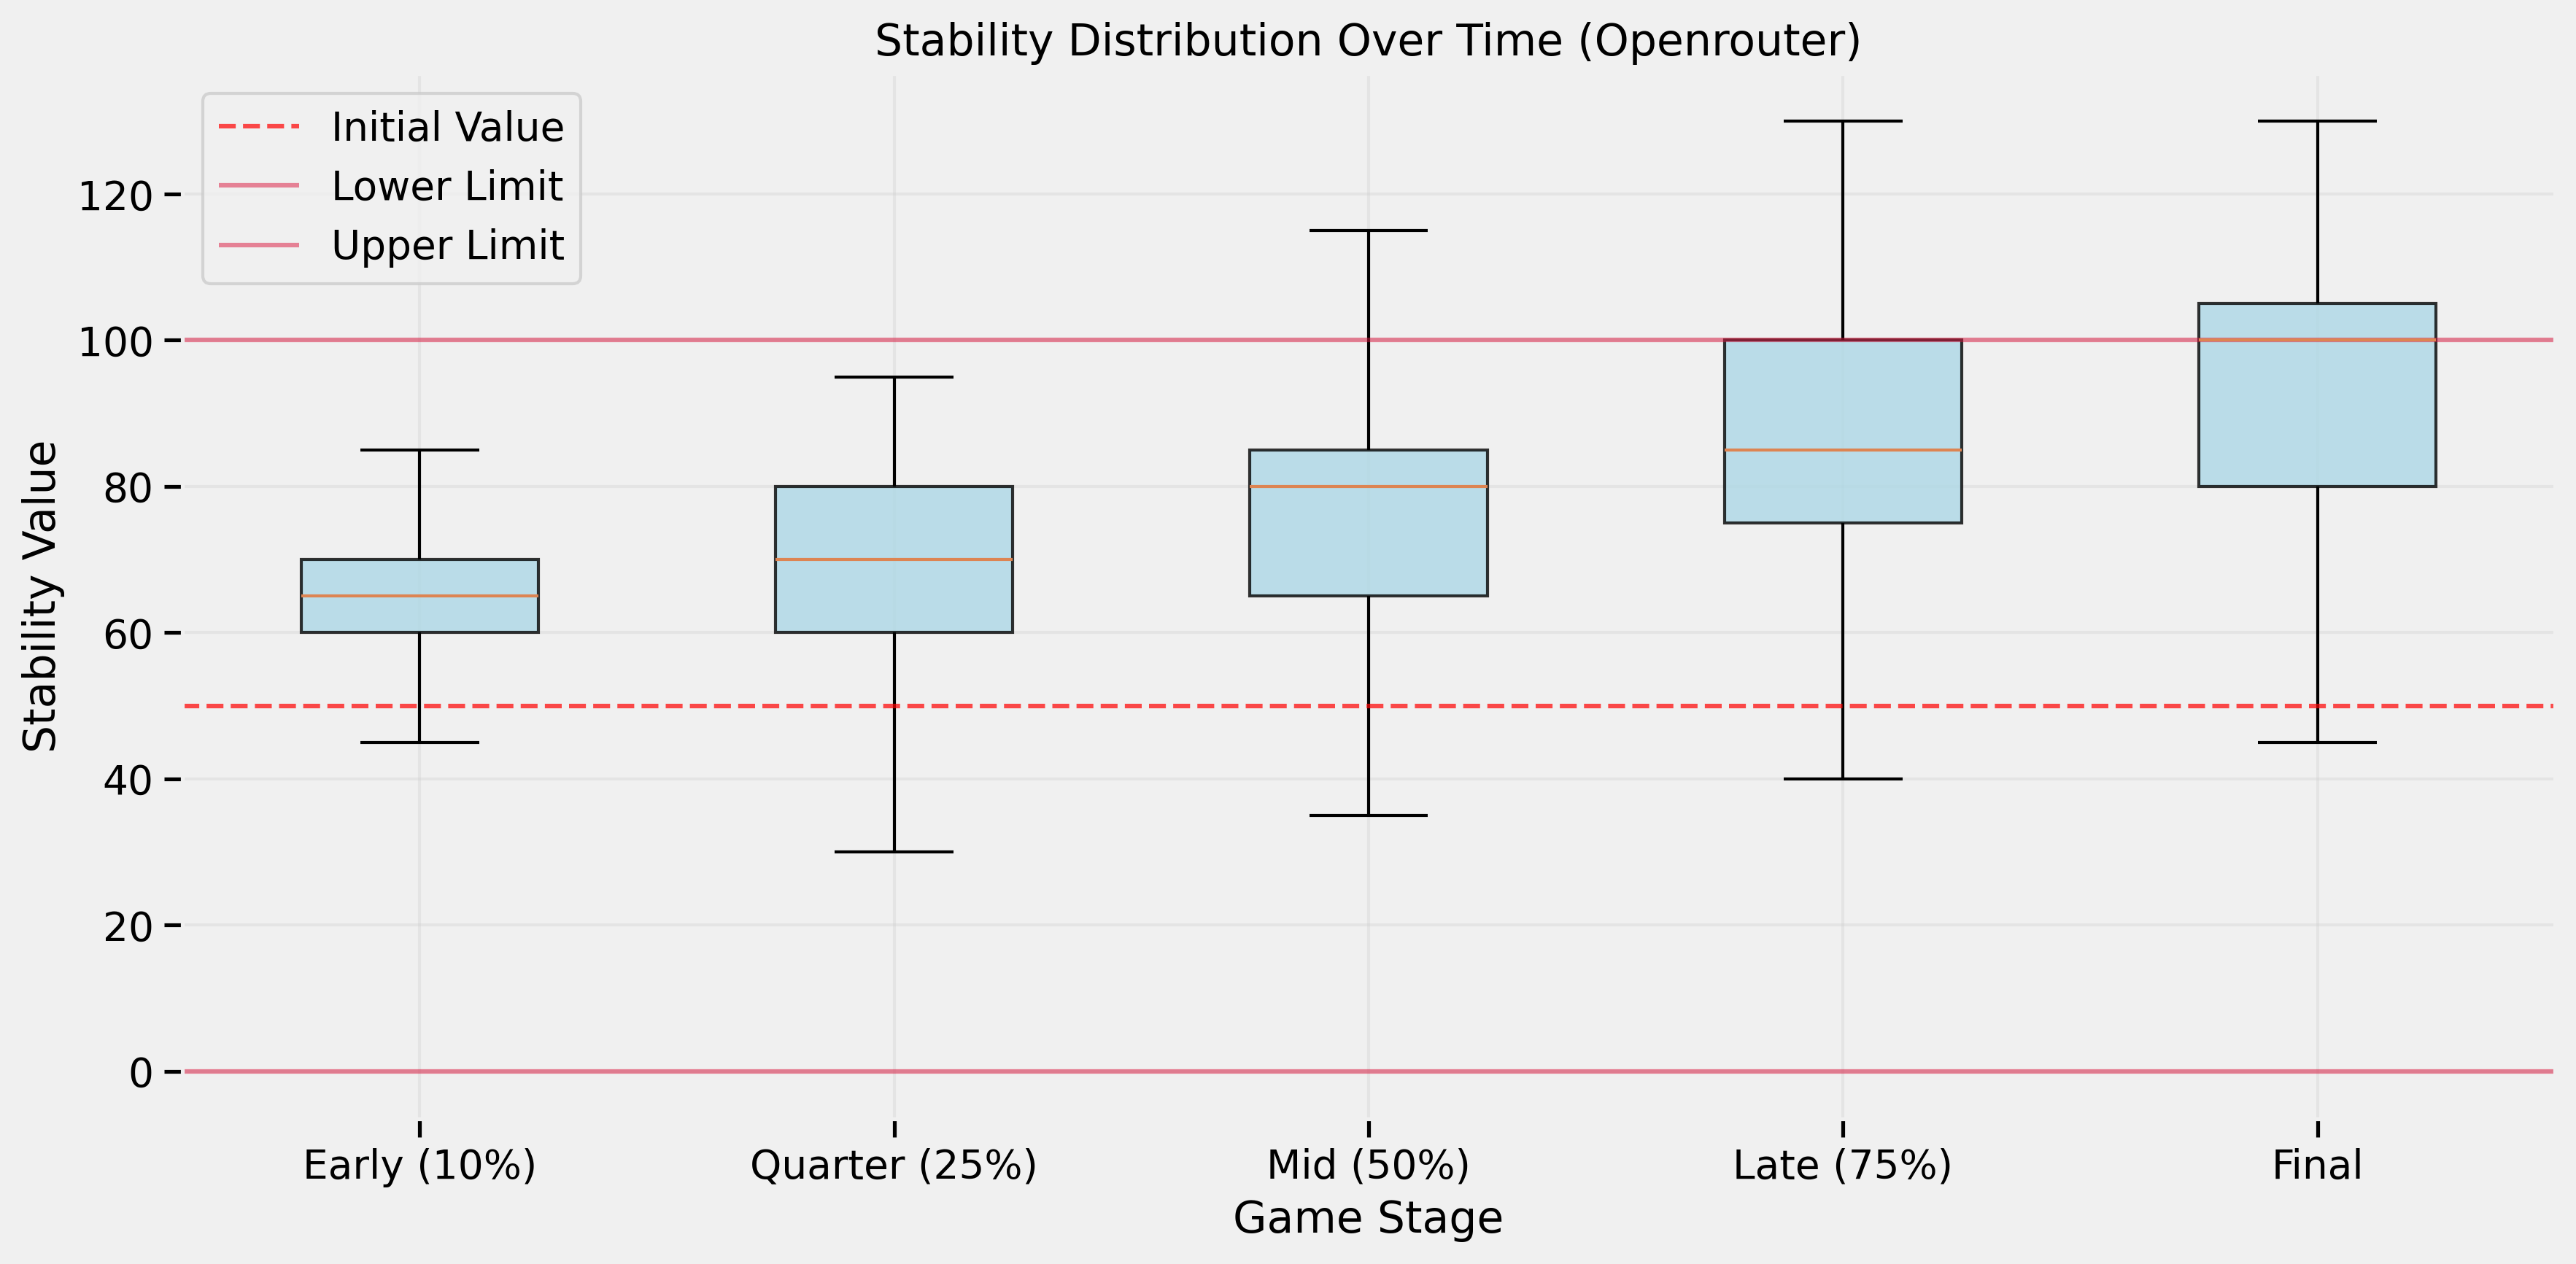 Stability Distribution Over Time (Openrouter)
Initial Value
Lower Limit
Upper Limit
Stability Value
120
100
80
60
40
20
0
Early (10%)
Quarter (25%)
Mid (50%)
Late (75%)
Final
Game Stage